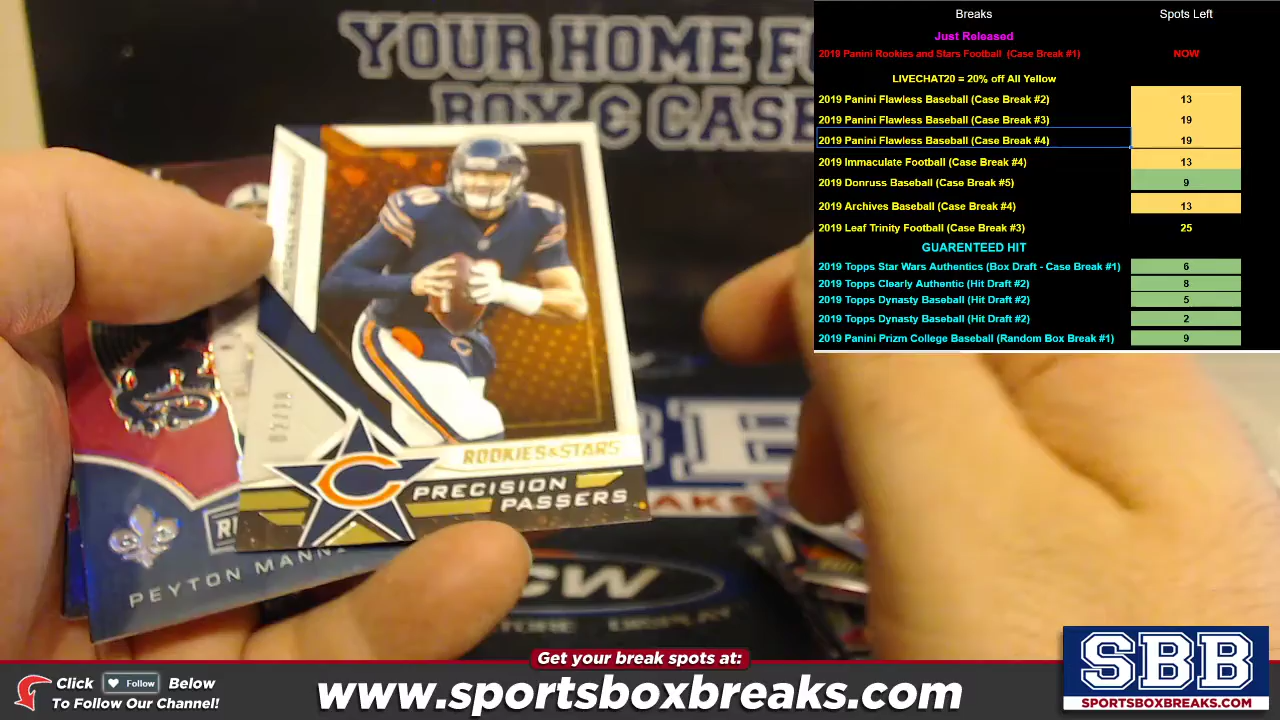 YOUR HOME FO
BOX & CASE
Breaks Spots Left
Just Released
2019 Panini Rookies and Stars Football (Case Break #1) NOW
LIVECHAT20 = 20% off All Yellow
2019 Panini Flawless Baseball (Case Break #2) 13
2019 Panini Flawless Baseball (Case Break #3) 19
2019 Panini Flawless Baseball (Case Break #4) 19
2019 Immaculate Football (Case Break #4) 13
2019 Donruss Baseball (Case Break #5) 9
2019 Archives Baseball (Case Break #4) 13
2019 Leaf Trinity Football (Case Break #3) 25
GUARENTEED HIT
2019 Topps Star Wars Authentics (Box Draft - Case Break #1) 6
2019 Topps Clearly Authentic (Hit Draft #2) 8
2019 Topps Dynasty Baseball (Hit Draft #2) 5
2019 Topps Dynasty Baseball (Hit Draft #2) 2
2019 Panini Prizm College Baseball (Random Box Break #1) 9
10
C
ROOKIES & STARS
PRECISION
PASSERS
PEYTON MANNI
Get your break spots at:
Click Follow Below
To Follow Our Channel!
www.sportsboxbreaks.com
SBB
SPORTSBOXBREAKS.COM